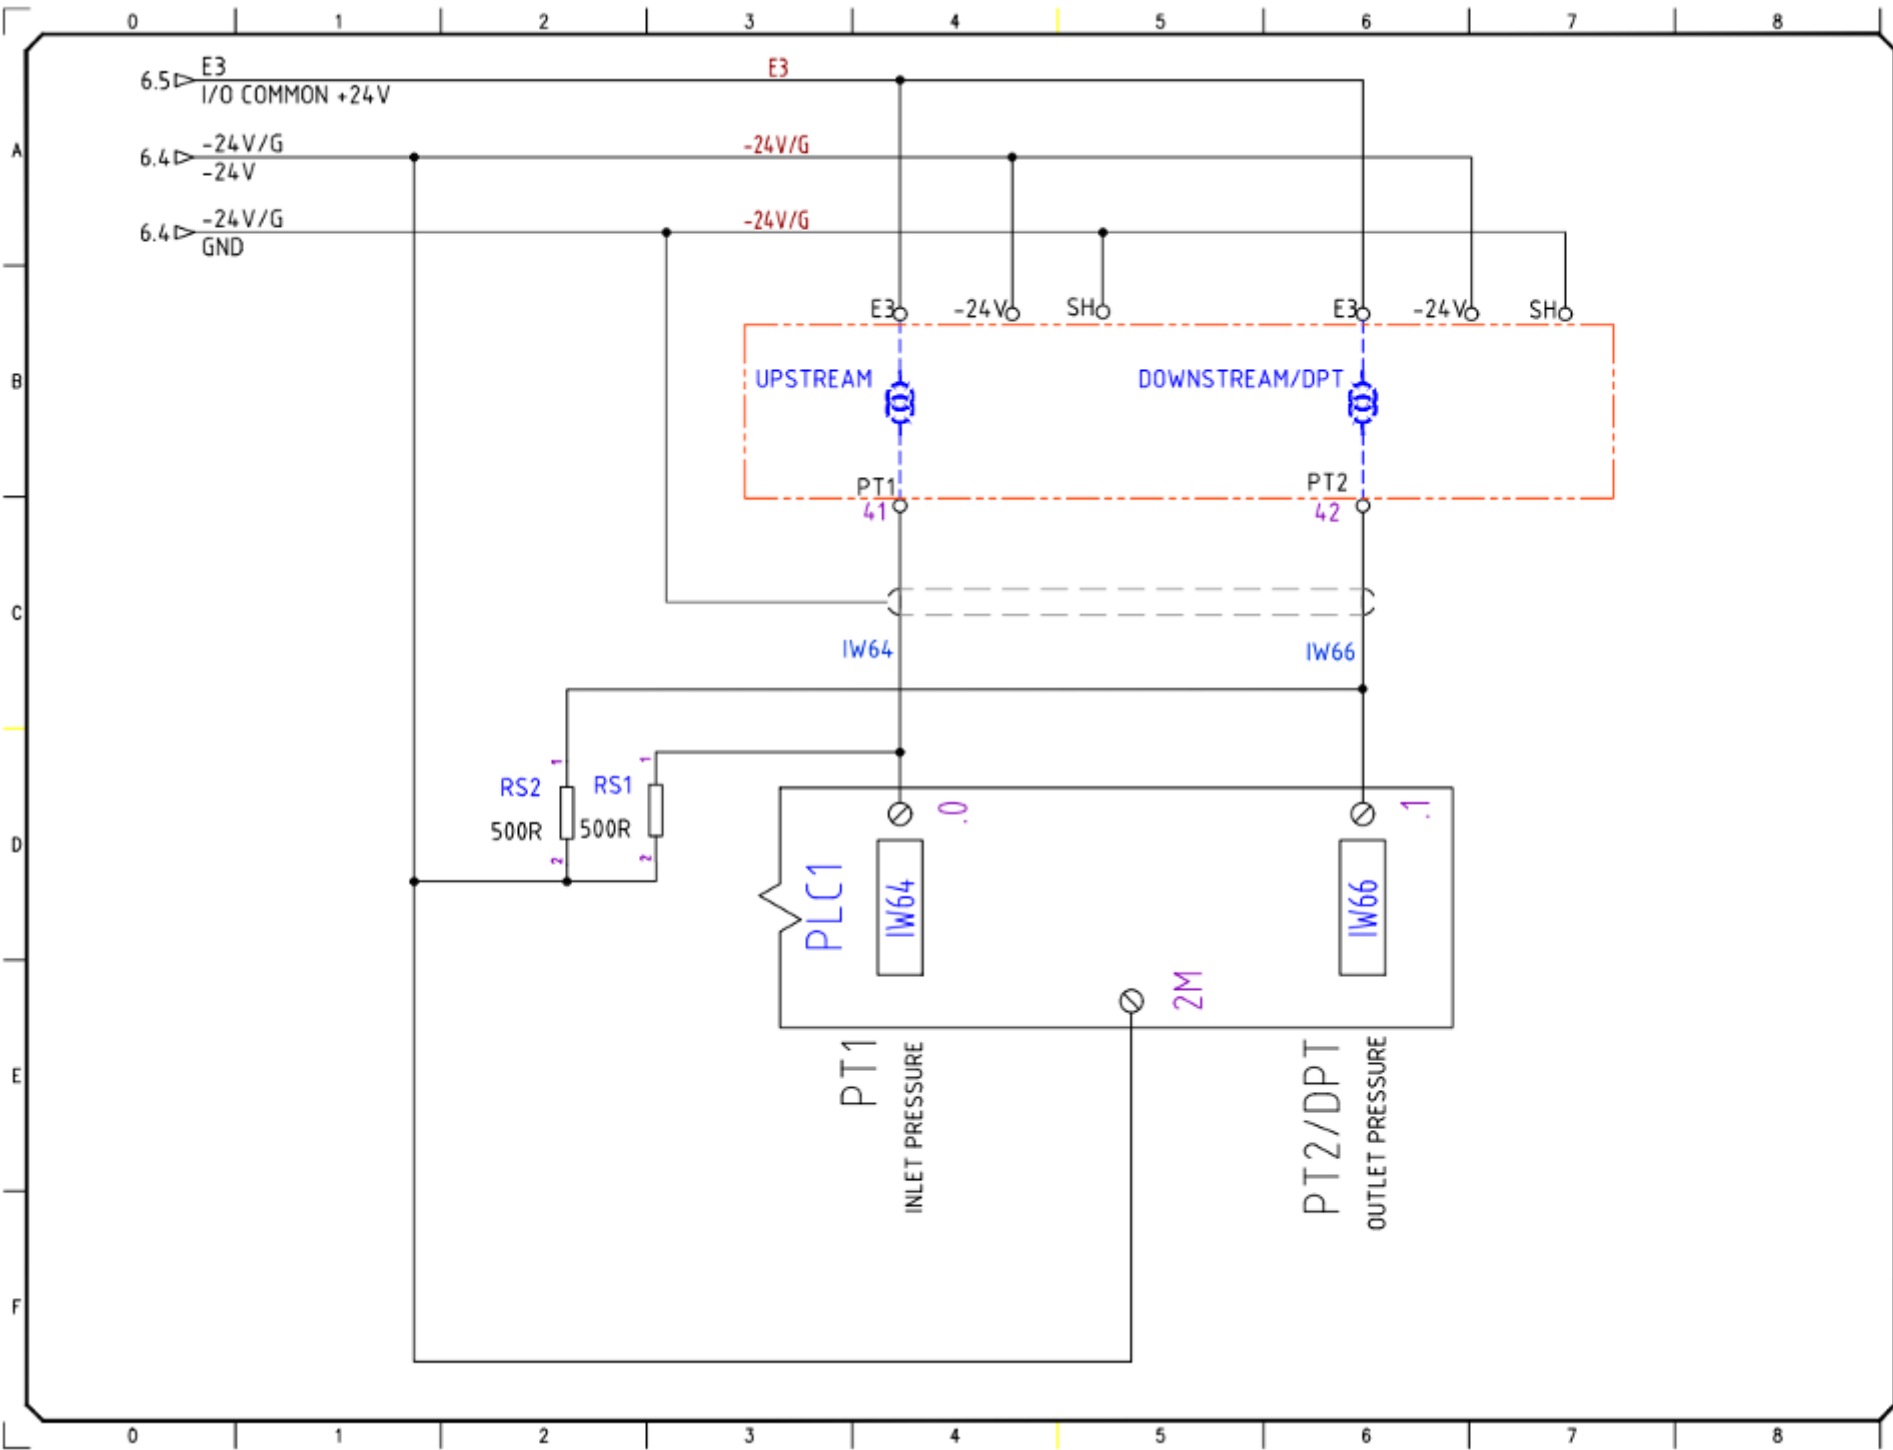 0 1 2 3 4 5 6 7 8
6.5 E3 E3
I/O COMMON +24V
A
6.4 -24V/G -24V/G
-24V
6.4 -24V/G -24V/G
GND
E3 -24V SH E3 -24V SH
B
UPSTREAM DOWNSTREAM/DPT
PT1 PT2
41 42
C
IW64 IW66
1 1
RS2 RS1
500R 500R
2 2
D
.0 .1
PLC1 IW64 IW66
2M
E
PT1 INLET PRESSURE
PT2/DPT OUTLET PRESSURE
F
0 1 2 3 4 5 6 7 8